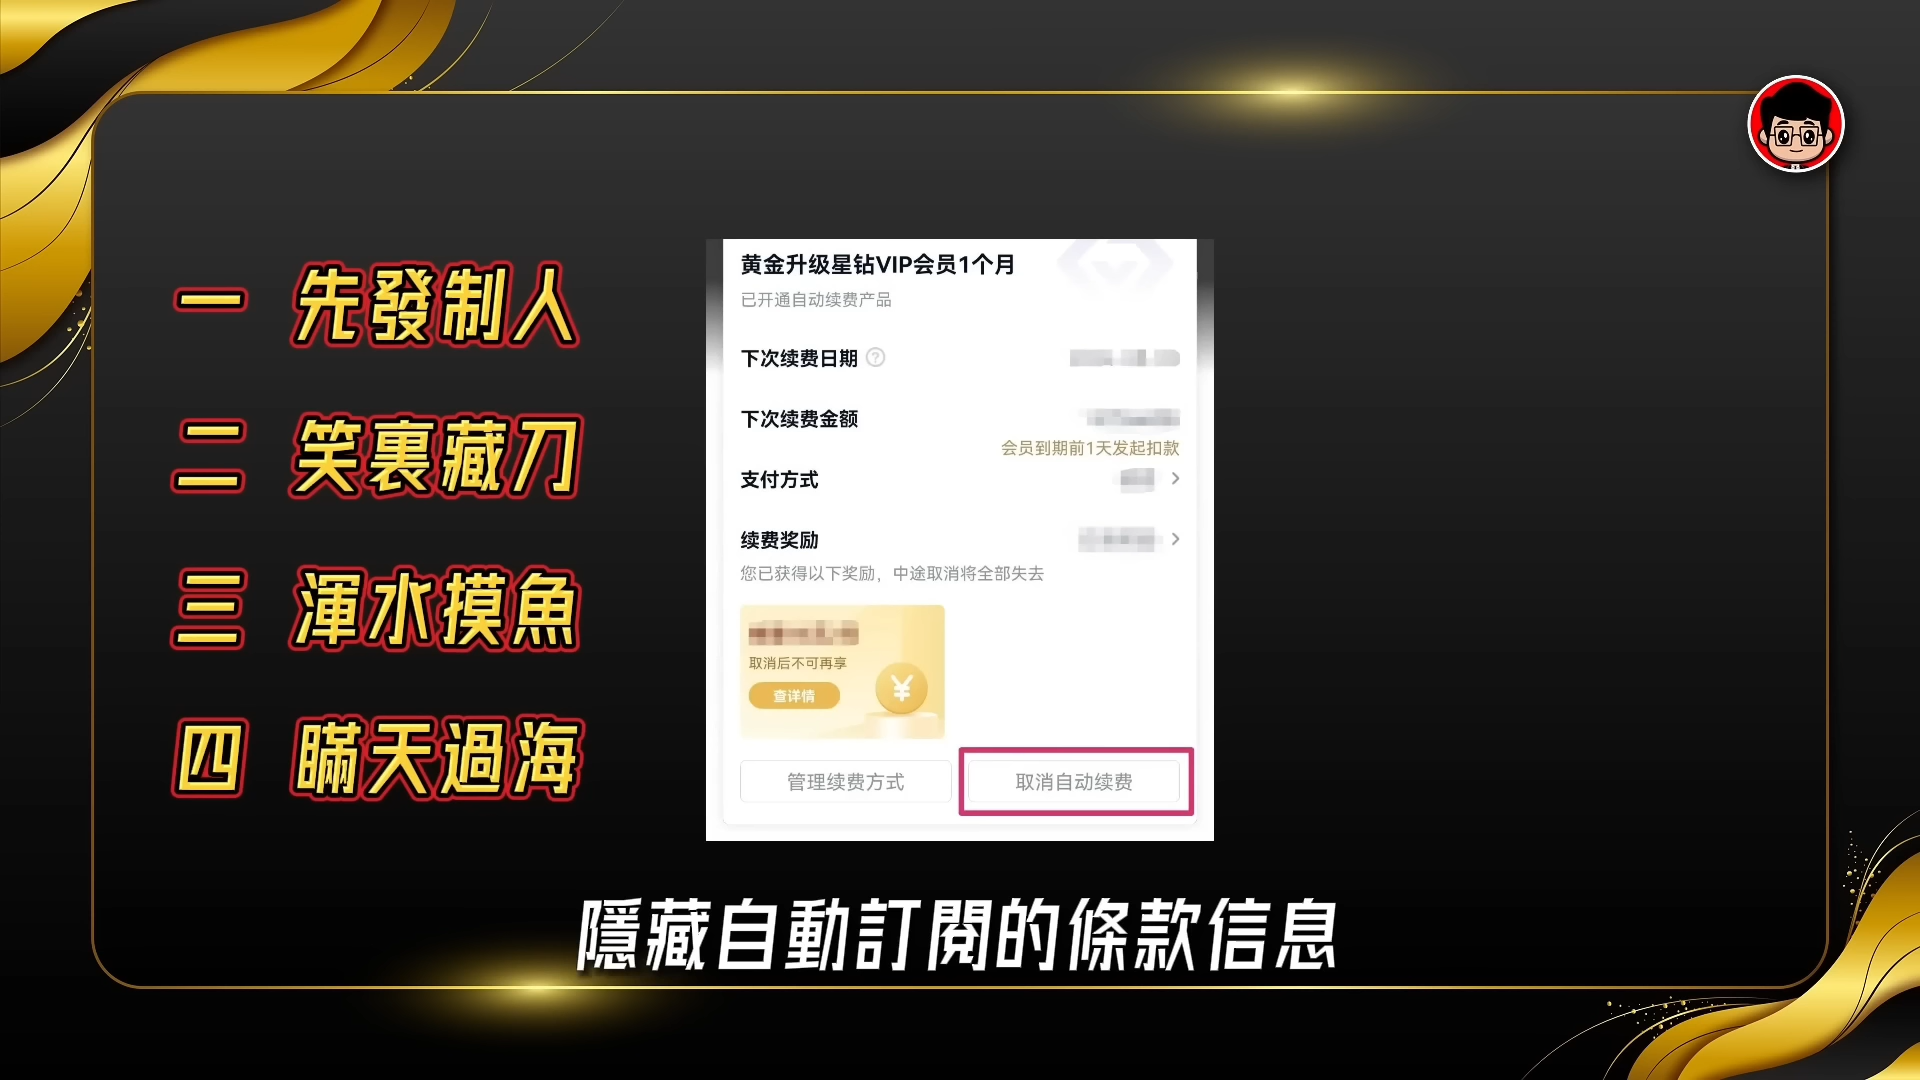 一 先發制人
二 笑裏藏刀
三 渾水摸魚
四 瞞天過海
黄金升级星钻VIP会员1个月
已开通自动续费产品
下次续费日期 ?
下次续费金额
会员到期前1天发起扣款
支付方式
续费奖励
您已获得以下奖励，中途取消将全部失去
取消后不可再享
查详情
¥
管理续费方式
取消自动续费
隱藏自動訂閱的條款信息